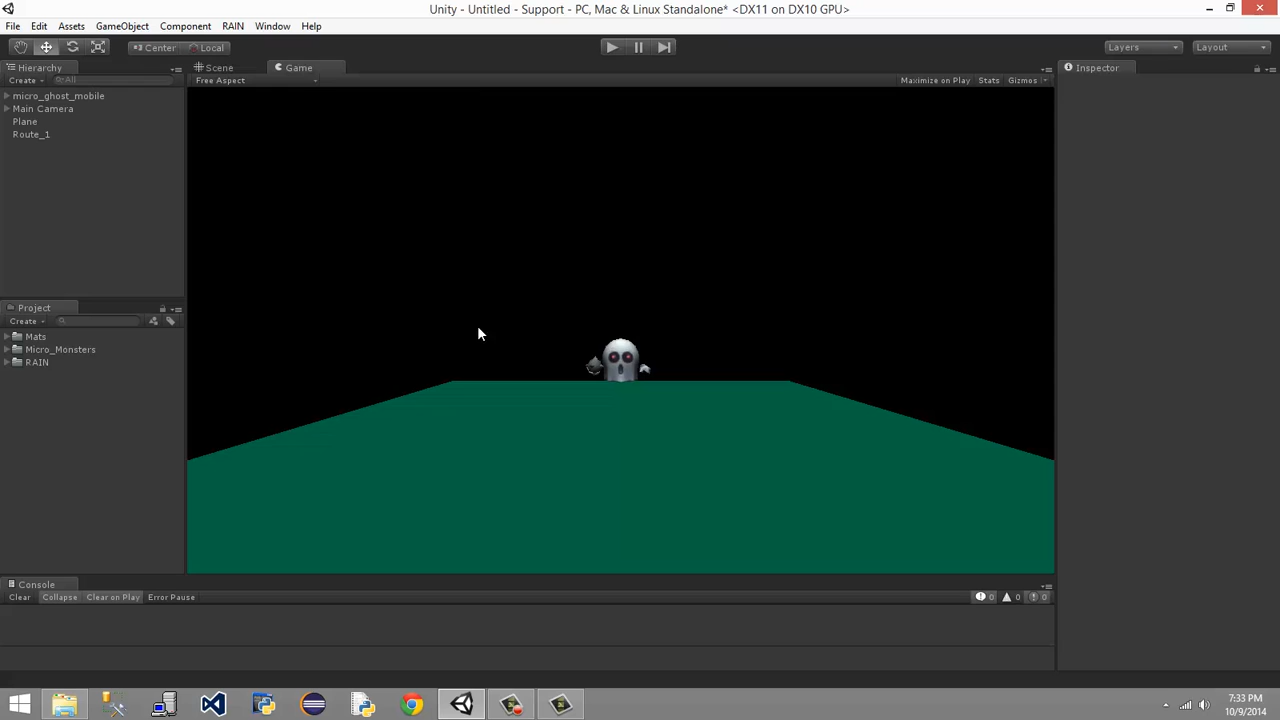 Unity - Untitled - Support - PC, Mac & Linux Standalone* <DX11 on DX10 GPU>
File Edit Assets GameObject Component RAIN Window Help
Center Local Layers Layout
Hierarchy Scene Game Inspector
Create All Free Aspect Maximize on Play Stats Gizmos
micro_ghost_mobile
Main Camera
Plane
Route_1
Project
Create
Mats
Micro_Monsters
RAIN
Console
Clear Collapse Clear on Play Error Pause 0 0 0
7:33 PM
10/9/2014